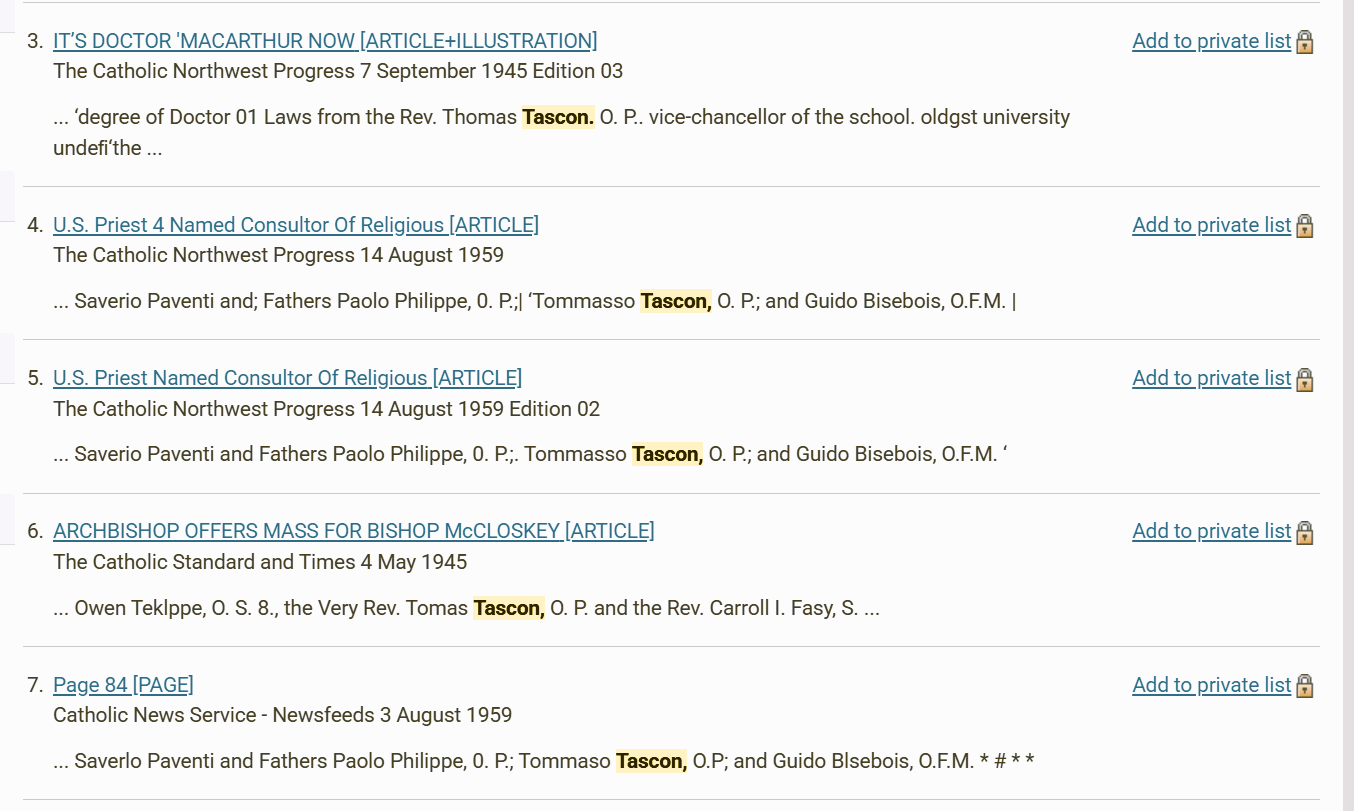 3. IT’S DOCTOR 'MACARTHUR NOW [ARTICLE+ILLUSTRATION] Add to private list
The Catholic Northwest Progress 7 September 1945 Edition 03
... ‘degree of Doctor 01 Laws from the Rev. Thomas Tascon. O. P.. vice-chancellor of the school. oldgst university
undefi‘the ...
4. U.S. Priest 4 Named Consultor Of Religious [ARTICLE] Add to private list
The Catholic Northwest Progress 14 August 1959
... Saverio Paventi and; Fathers Paolo Philippe, 0. P.;| ‘Tommasso Tascon, O. P.; and Guido Bisebois, O.F.M. |
5. U.S. Priest Named Consultor Of Religious [ARTICLE] Add to private list
The Catholic Northwest Progress 14 August 1959 Edition 02
... Saverio Paventi and Fathers Paolo Philippe, 0. P.;. Tommasso Tascon, O. P.; and Guido Bisebois, O.F.M. ‘
6. ARCHBISHOP OFFERS MASS FOR BISHOP McCLOSKEY [ARTICLE] Add to private list
The Catholic Standard and Times 4 May 1945
... Owen Teklppe, O. S. 8., the Very Rev. Tomas Tascon, O. P. and the Rev. Carroll I. Fasy, S. ...
7. Page 84 [PAGE] Add to private list
Catholic News Service - Newsfeeds 3 August 1959
... Saverlo Paventi and Fathers Paolo Philippe, 0. P.; Tommaso Tascon, O.P; and Guido Blsebois, O.F.M. * # * *